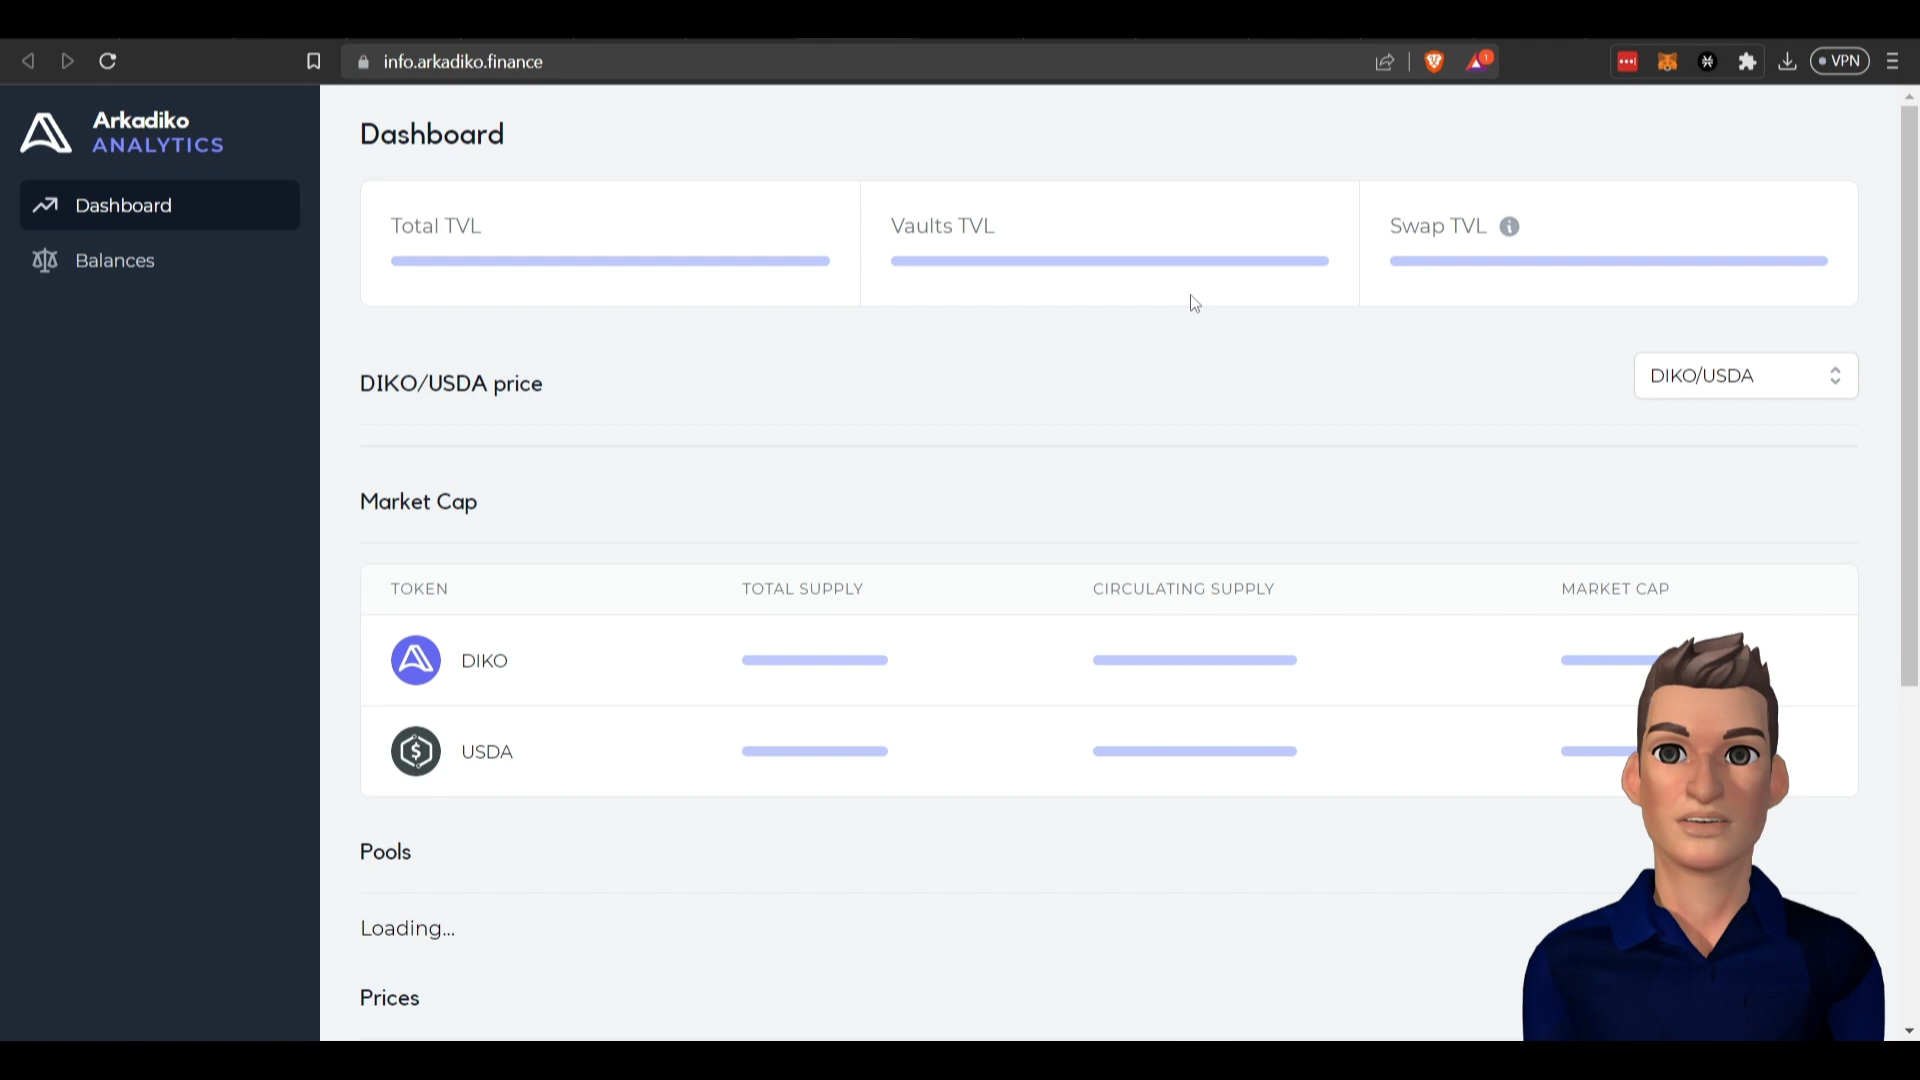 info.arkadiko.finance
1
VPN
Arkadiko
ANALYTICS
Dashboard
Balances
Dashboard
Total TVL
Vaults TVL
Swap TVL
DIKO/USDA price
DIKO/USDA
Market Cap
TOKEN TOTAL SUPPLY CIRCULATING SUPPLY MARKET CAP
DIKO
USDA
Pools
Loading...
Prices